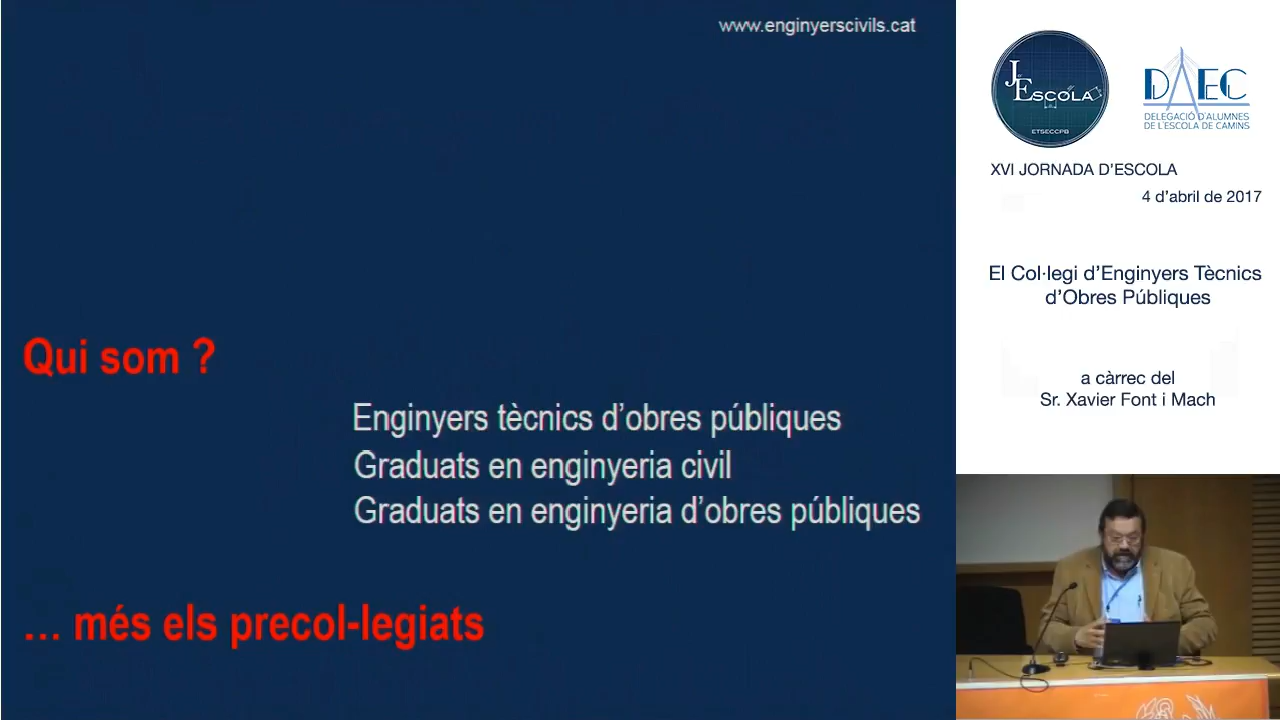 www.enginyerscivils.cat
Qui som ?
Enginyers tècnics d'obres públiques
Graduats en enginyeria civil
Graduats en enginyeria d'obres públiques
... més els precol-legiats
J
Escola
ETSECCPB
DAEC
DELEGACIÓ D'ALUMNES
DE L'ESCOLA DE CAMINS
XVI JORNADA D'ESCOLA
4 d'abril de 2017
El Col·legi d'Enginyers Tècnics
d'Obres Públiques
a càrrec del
Sr. Xavier Font i Mach